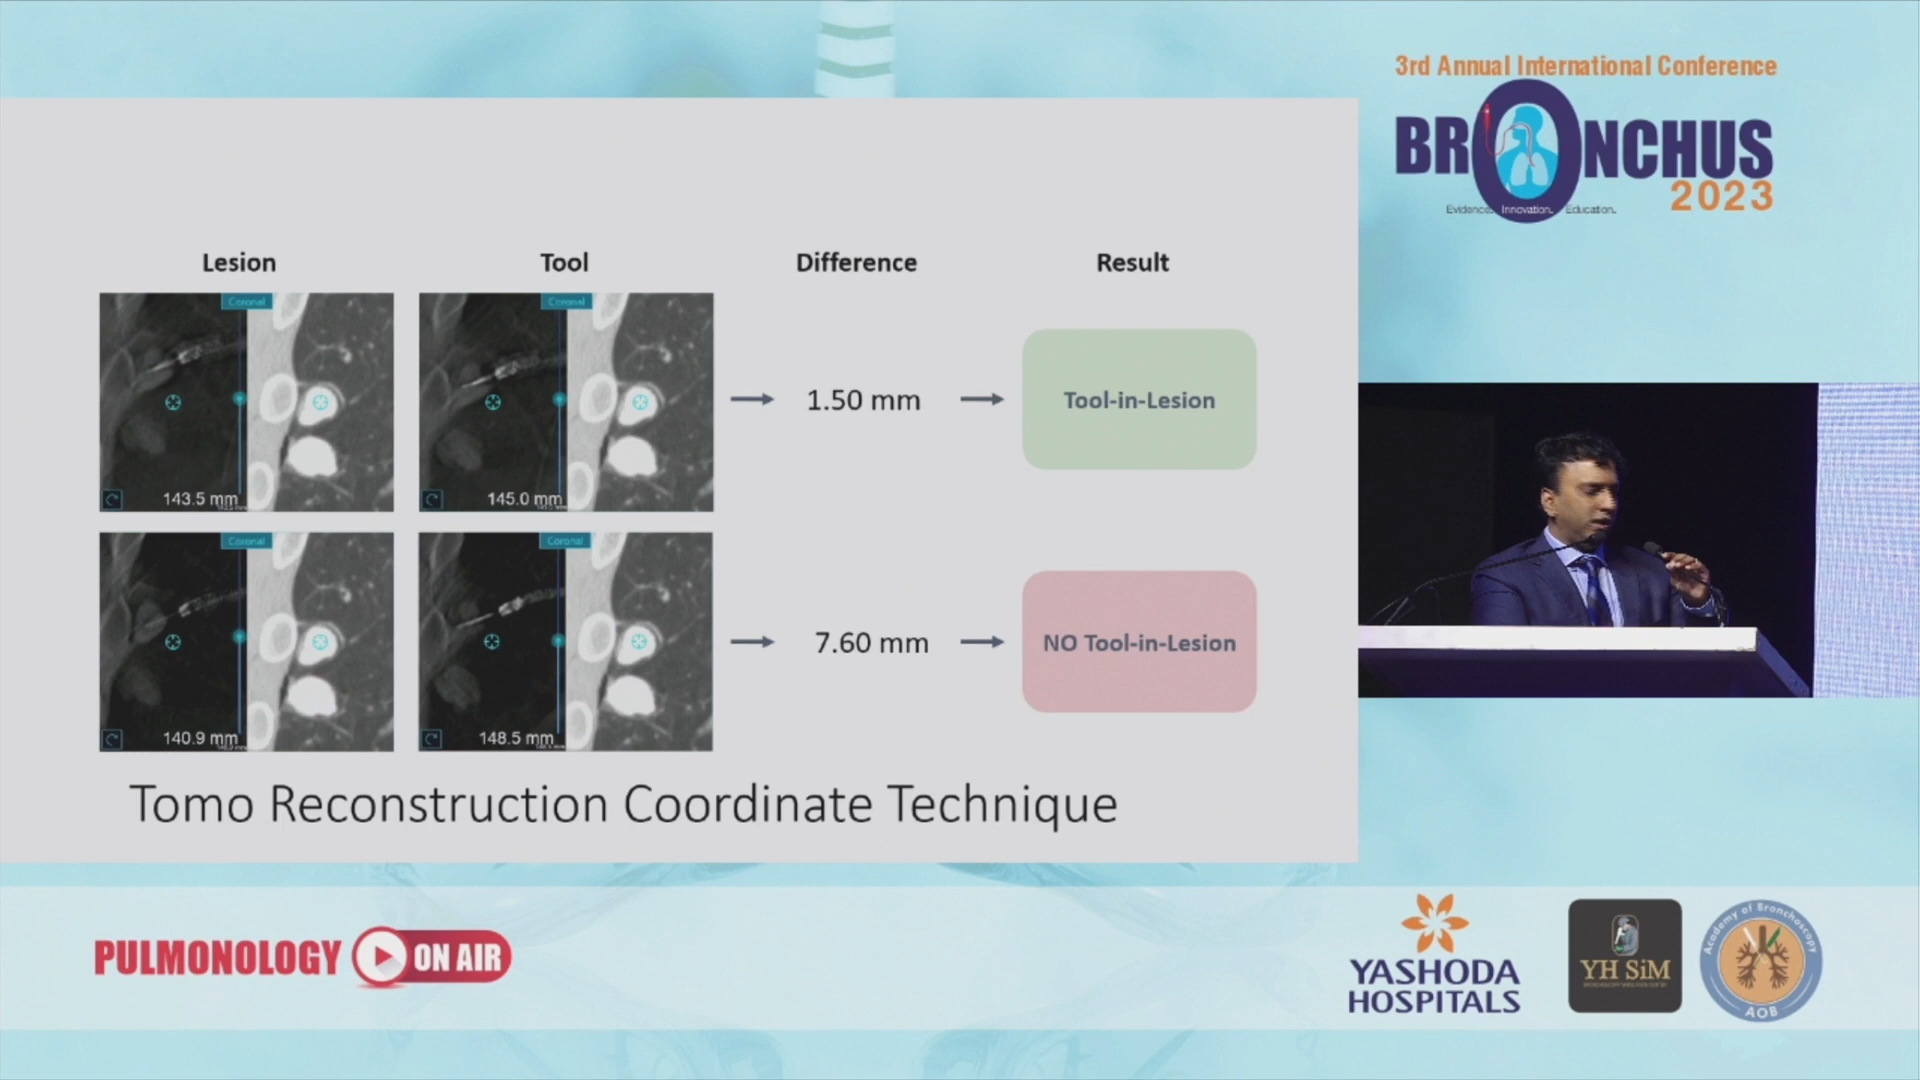 3rd Annual International Conference
BRONCHUS
2023
Evidence. Innovation. Education.
Lesion
Tool
Difference
Result
Coronal
Coronal
143.5 mm
145.0 mm
1.50 mm
Tool-in-Lesion
Coronal
Coronal
140.9 mm
148.5 mm
7.60 mm
NO Tool-in-Lesion
Tomo Reconstruction Coordinate Technique
PULMONOLOGY ON AIR
YASHODA
HOSPITALS
YH SiM
Academy of Bronchoscopy
AOB